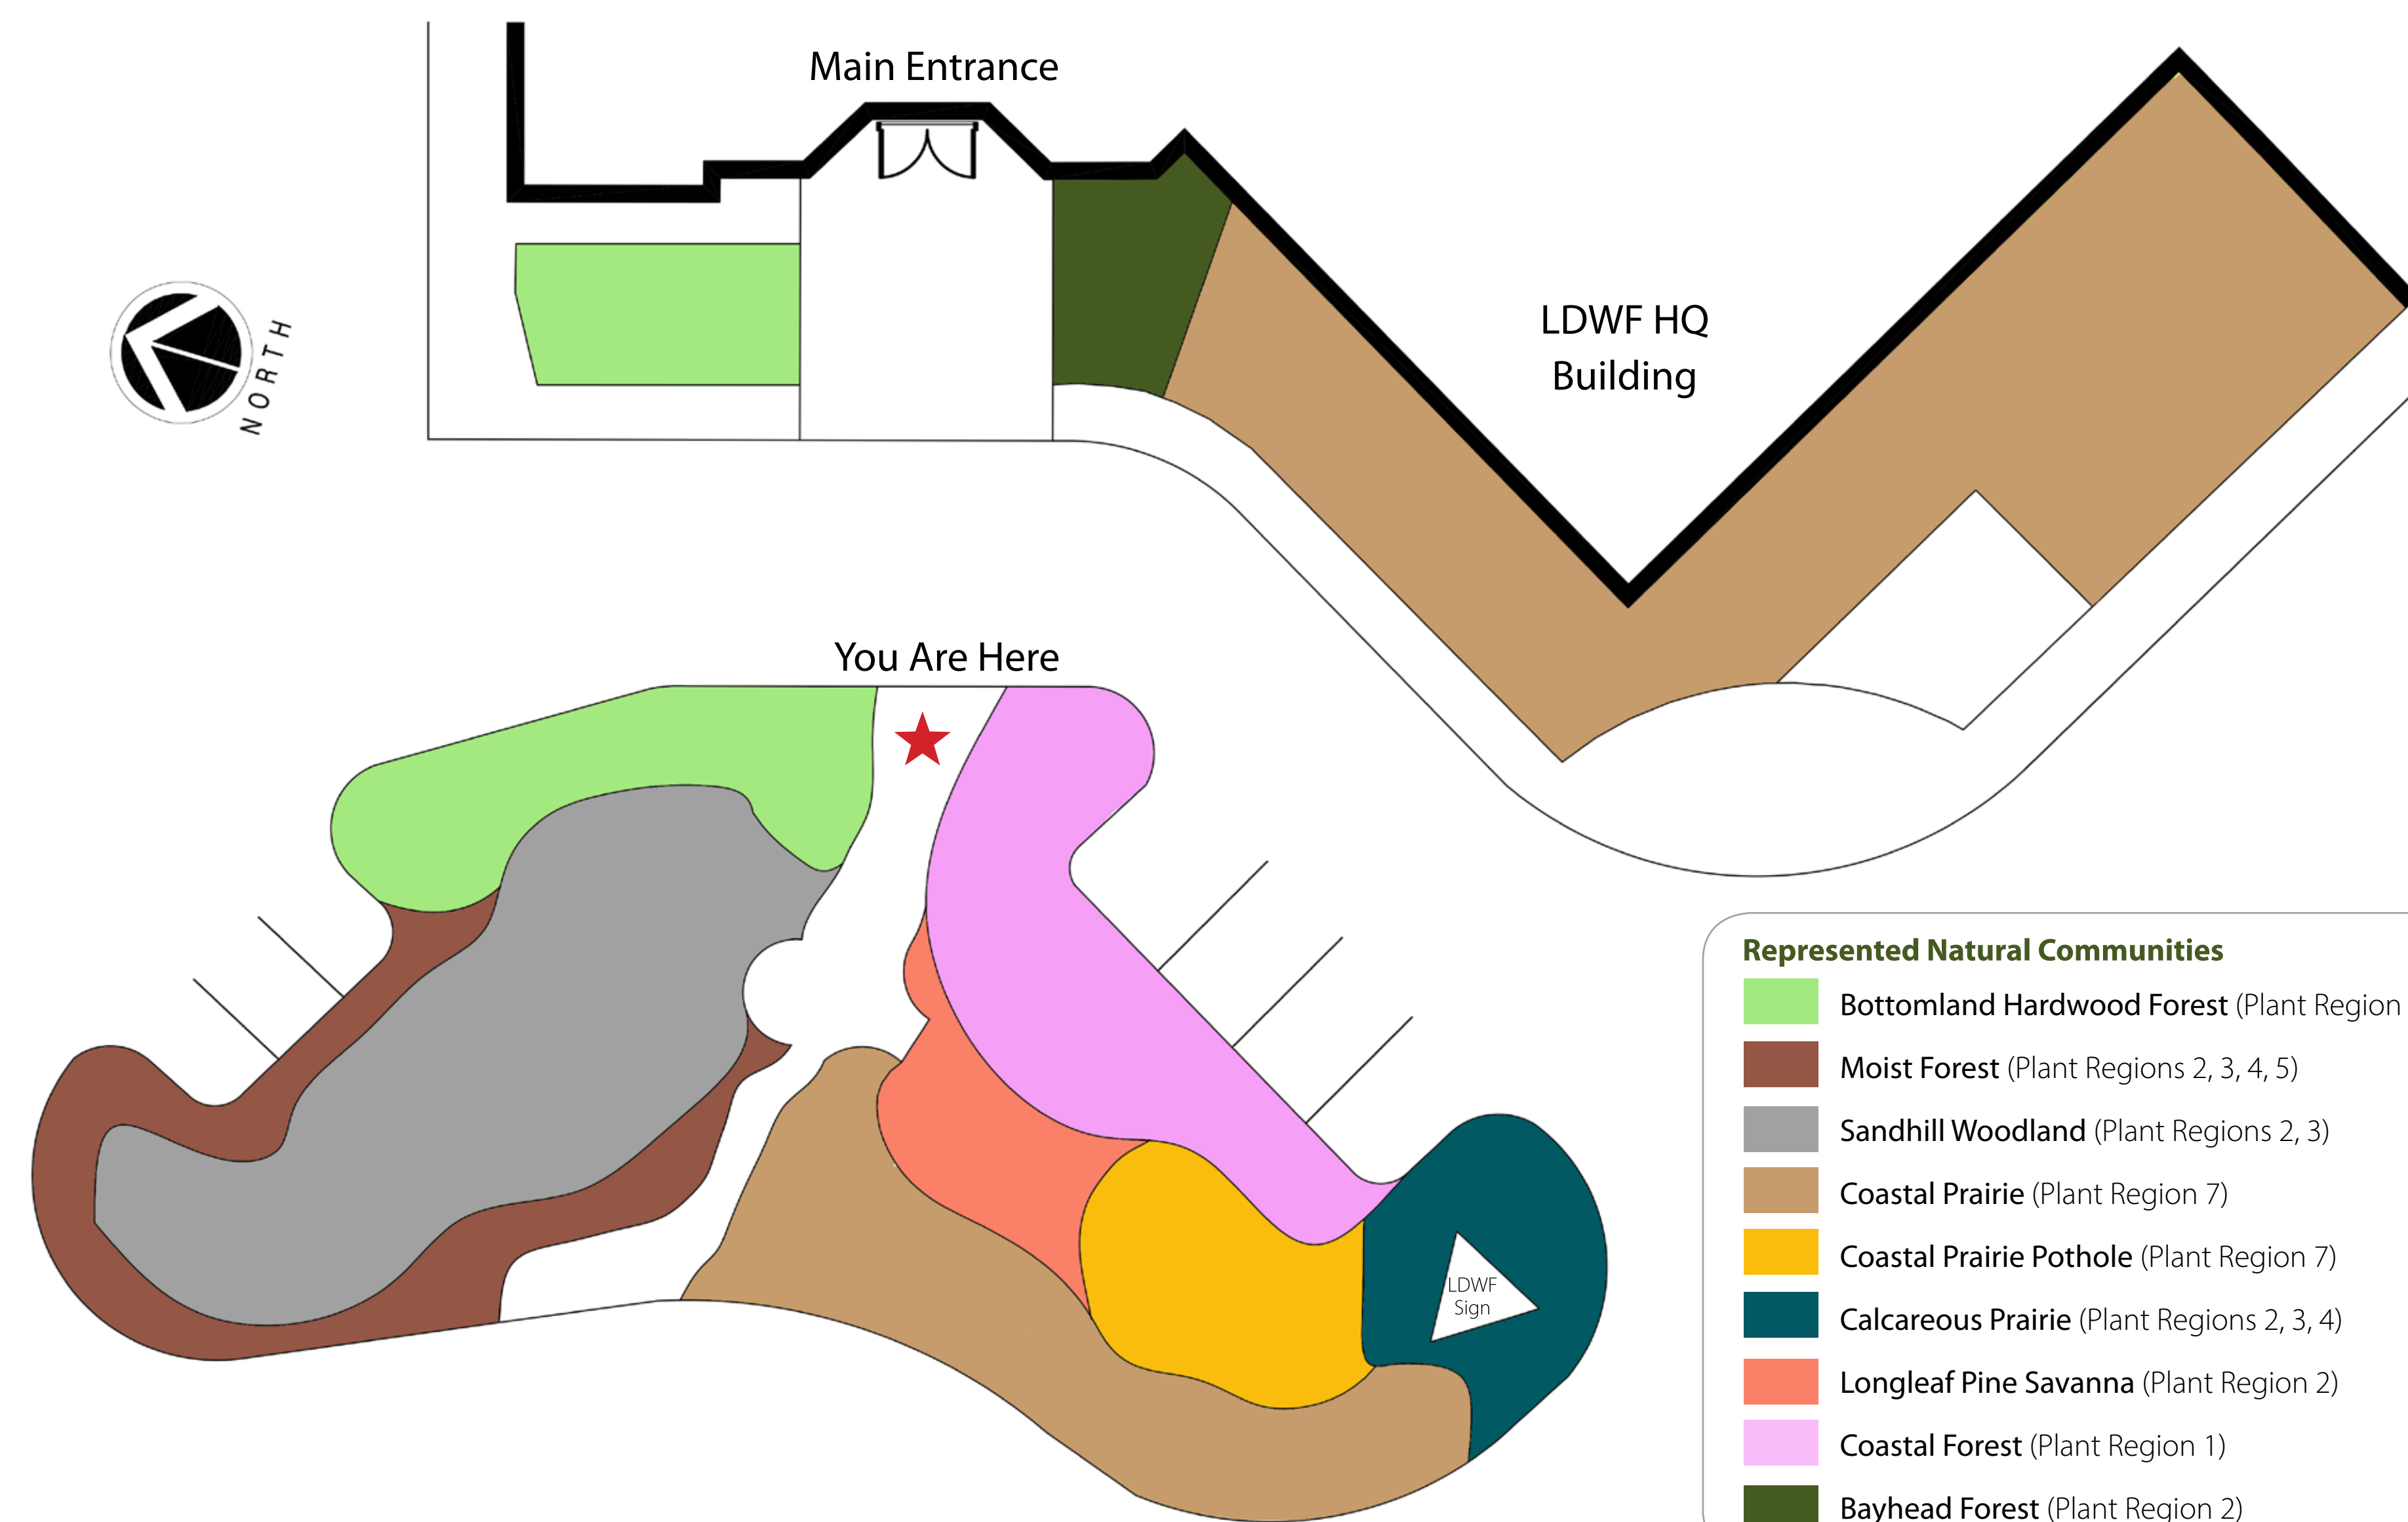 Main Entrance
NORTH
LDWF HQ
Building
You Are Here
LDWF
Sign
Represented Natural Communities
Bottomland Hardwood Forest (Plant Region
Moist Forest (Plant Regions 2, 3, 4, 5)
Sandhill Woodland (Plant Regions 2, 3)
Coastal Prairie (Plant Region 7)
Coastal Prairie Pothole (Plant Region 7)
Calcareous Prairie (Plant Regions 2, 3, 4)
Longleaf Pine Savanna (Plant Region 2)
Coastal Forest (Plant Region 1)
Bayhead Forest (Plant Region 2)